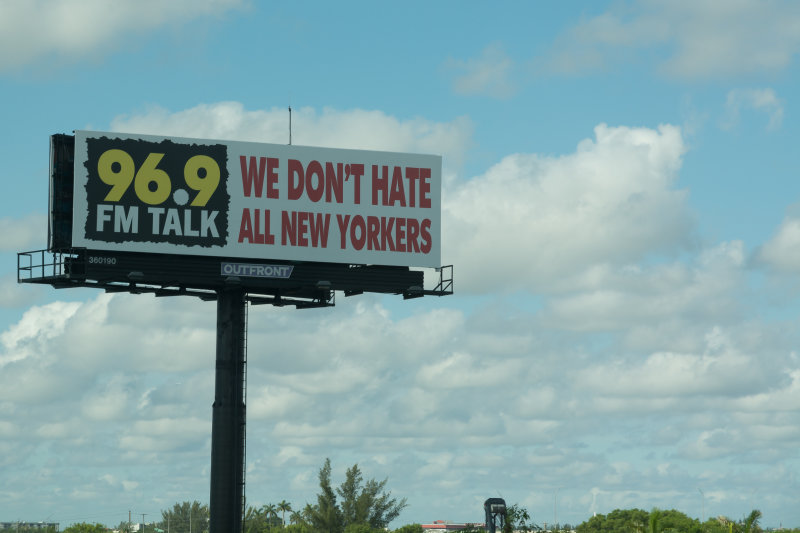 96.9
FM TALK
WE DON'T HATE
ALL NEW YORKERS
360190
OUTFRONT